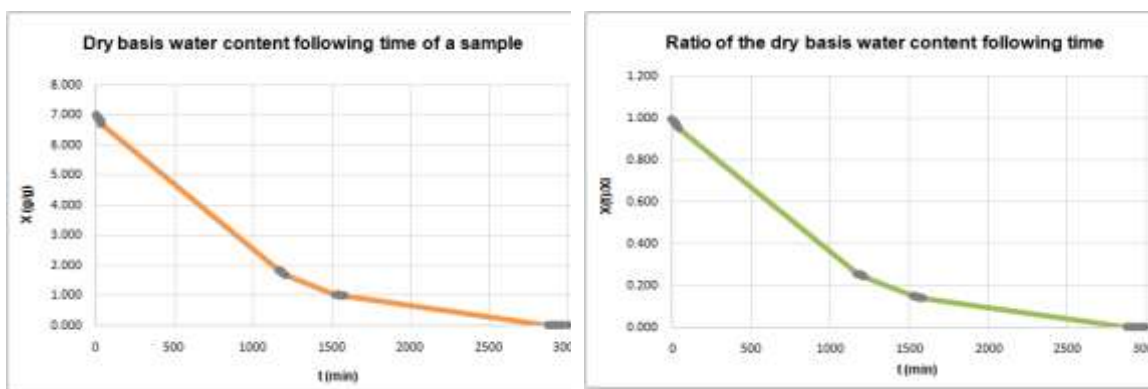 Dry basis water content following time of a sample
8.000
7.000
6.000
5.000
4.000
3.000
2.000
1.000
0.000
X (g/g)
0 500 1000 1500 2000 2500 300
t (min)
Ratio of the dry basis water content following time
1.200
1.000
0.800
0.600
0.400
0.200
0.000
X(t)/Xi
0 500 1000 1500 2000 2500 300
t (min)